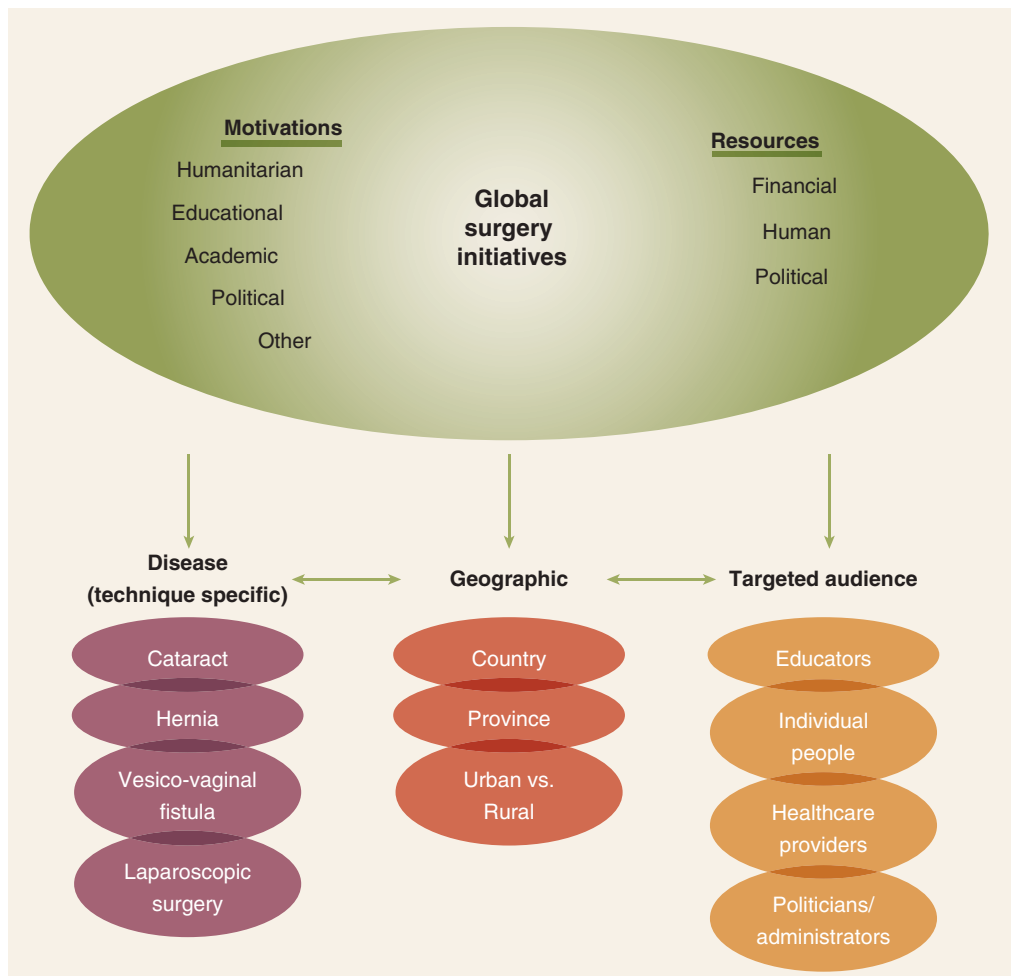 Motivations
Humanitarian
Educational
Academic
Political
Other
Global
surgery
initiatives
Resources
Financial
Human
Political
Disease
(technique specific)
Cataract
Hernia
Vesico-vaginal
fistula
Laparoscopic
surgery
Geographic
Country
Province
Urban vs.
Rural
Targeted audience
Educators
Individual
people
Healthcare
providers
Politicians/
administrators